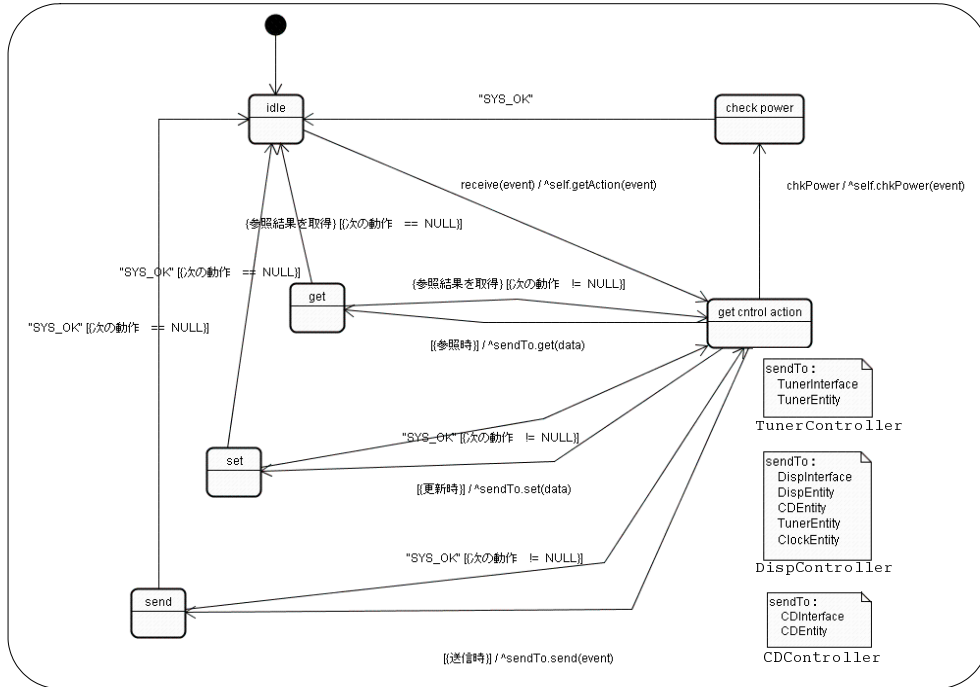 idle
"SYS_OK"
check power
receive(event) / ^self.getAction(event)
chkPower / ^self.chkPower(event)
{参照結果を取得} [{次の動作 == NULL}]
"SYS_OK" [{次の動作 == NULL}]
{参照結果を取得} [{次の動作 != NULL}]
get
get cntrol action
"SYS_OK" [{次の動作 == NULL}]
[{参照時}] / ^sendTo.get(data)
sendTo :
TunerInterface
TunerEntity
TunerController
"SYS_OK" [{次の動作 != NULL}]
set
[{更新時}] / ^sendTo.set(data)
sendTo :
DispInterface
DispEntity
CDEntity
TunerEntity
ClockEntity
DispController
"SYS_OK" [{次の動作 != NULL}]
send
sendTo :
CDInterface
CDEntity
CDController
[{送信時}] / ^sendTo.send(event)